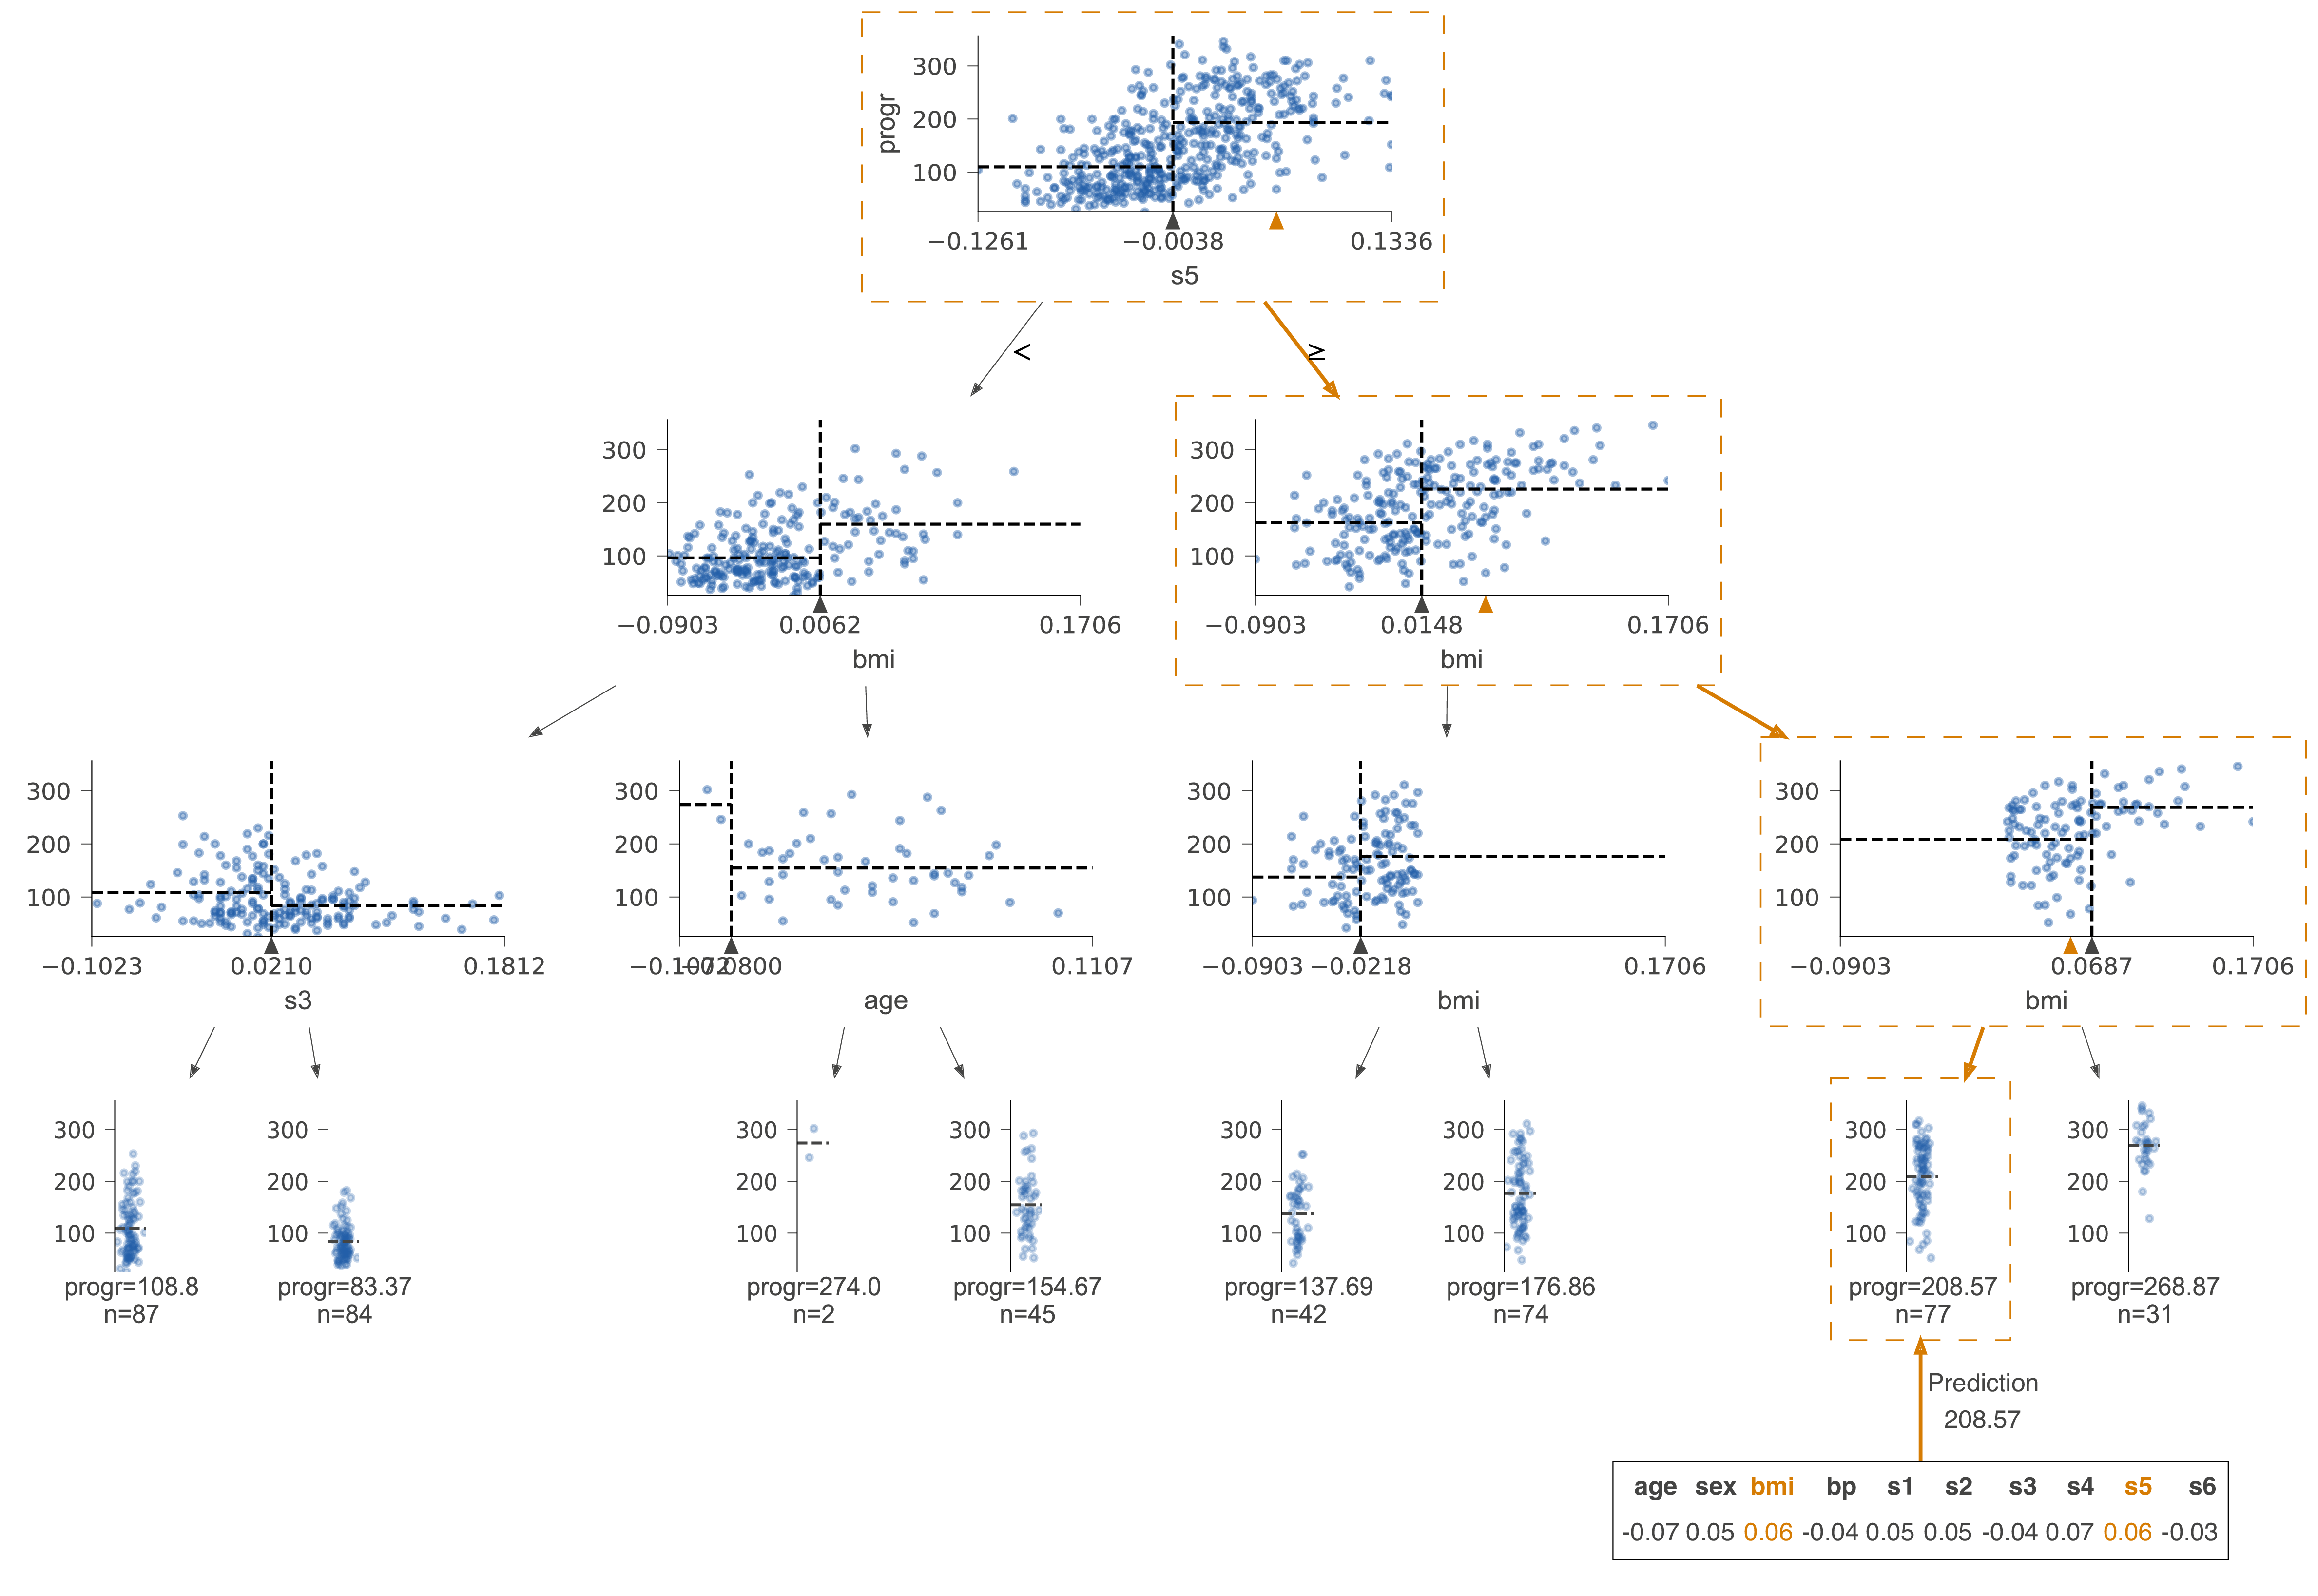 300
200
100
progr
−0.1261 −0.0038 0.1336
s5
< ≥
300
200
100
−0.0903 0.0062 0.1706
bmi
300
200
100
−0.0903 0.0148 0.1706
bmi
300
200
100
−0.1023 0.0210 0.1812
s3
300
200
100
0.1107
age
300
200
100
−0.0903 −0.0218 0.1706
bmi
300
200
100
−0.0903 0.0687 0.1706
bmi
300
200
100
progr=108.8
n=87
300
200
100
progr=83.37
n=84
300
200
100
progr=274.0
n=2
300
200
100
progr=154.67
n=45
300
200
100
progr=137.69
n=42
300
200
100
progr=176.86
n=74
300
200
100
progr=208.57
n=77
300
200
100
progr=268.87
n=31
Prediction
208.57
age sex bmi bp s1 s2 s3 s4 s5 s6
-0.07 0.05 0.06 -0.04 0.05 0.05 -0.04 0.07 0.06 -0.03